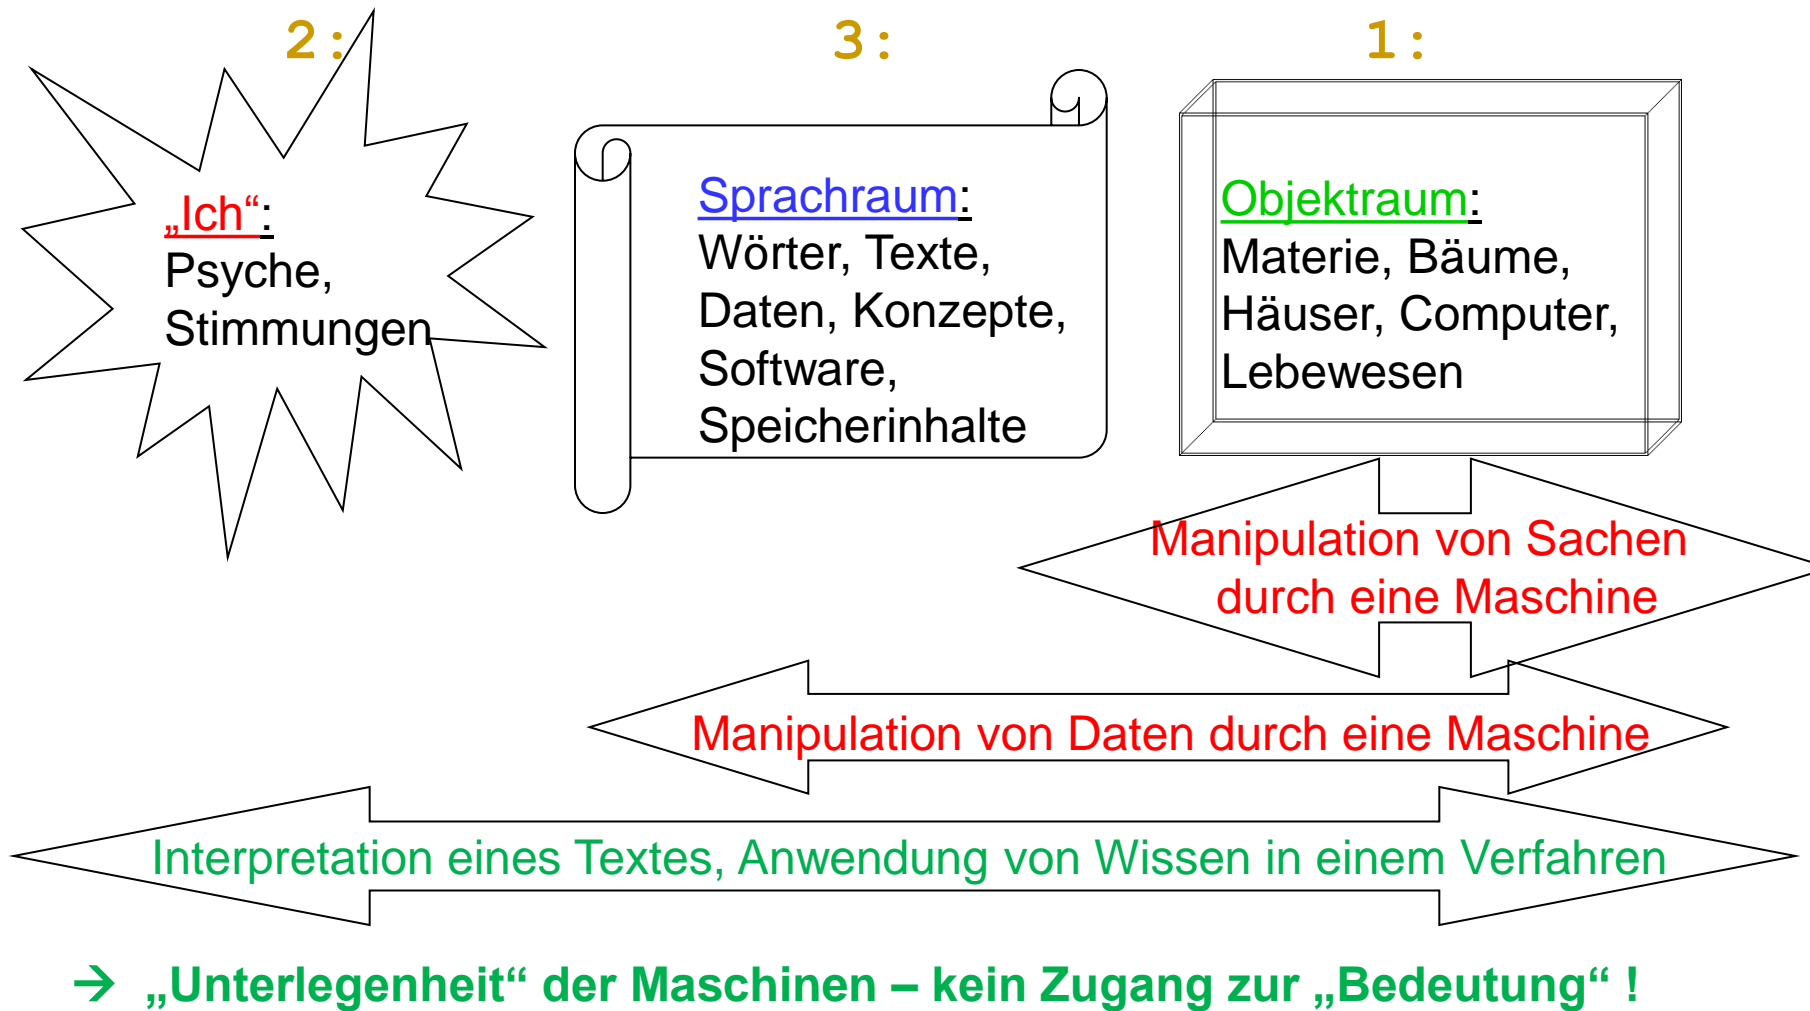 2:
3:
1:
„Ich“:
Psyche,
Stimmungen
Sprachraum:
Wörter, Texte,
Daten, Konzepte,
Software,
Speicherinhalte
Objektraum:
Materie, Bäume,
Häuser, Computer,
Lebewesen
Manipulation von Sachen
durch eine Maschine
Manipulation von Daten durch eine Maschine
Interpretation eines Textes, Anwendung von Wissen in einem Verfahren
→ „Unterlegenheit“ der Maschinen – kein Zugang zur „Bedeutung“ !